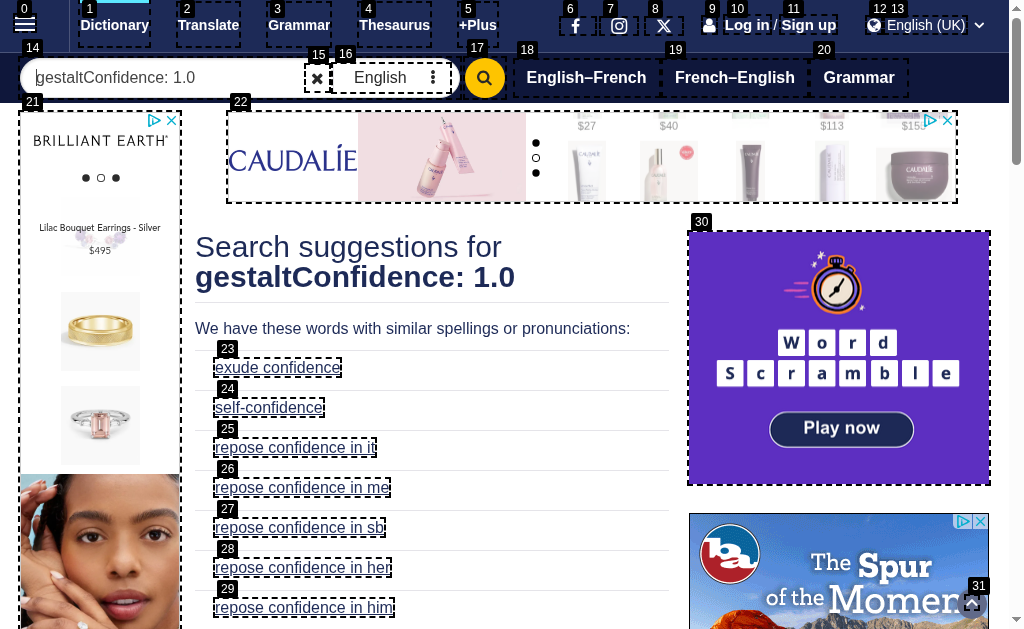 0 1 2 3 4 5 6 7 8 9 10 11 12 13
Dictionary Translate Grammar Thesaurus +Plus Log in / Sign up English (UK)
14 15 16 17 18 19 20
gestaltConfidence: 1.0 English English–French French–English Grammar
21 22
BRILLIANT EARTH
Lilac Bouquet Earrings - Silver
$495
CAUDALÍE
$27 $40 $113
30
Search suggestions for
gestaltConfidence: 1.0
We have these words with similar spellings or pronunciations:
23
exude confidence
24
self-confidence
25
repose confidence in it
26
repose confidence in me
27
repose confidence in sb
28
repose confidence in her
29
repose confidence in him
Word
Scramble
Play now
The Spur
of the Moment
31